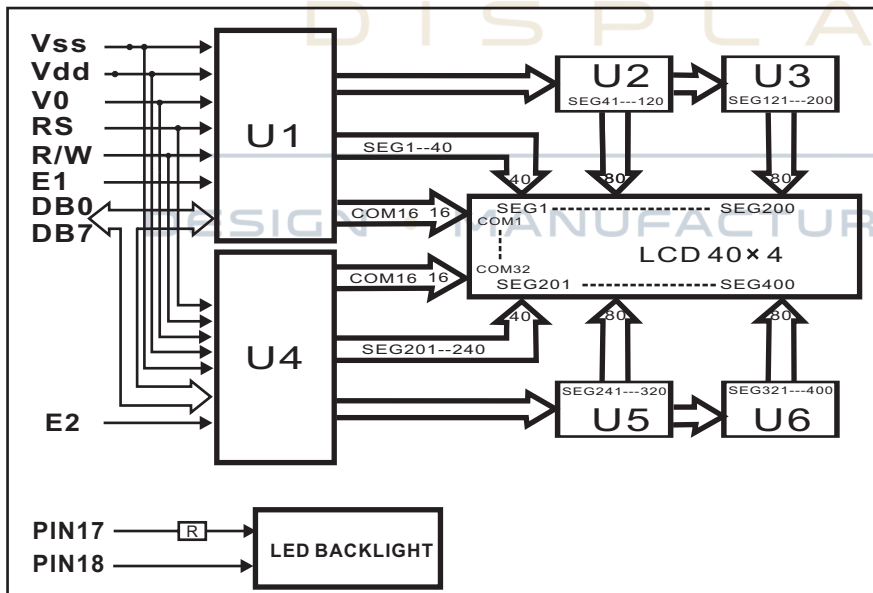 DISPLA
Vss
Vdd
V0
RS
R/W
E1
DB0
DB7
E2
U1
U4
U2
SEG41---120
U3
SEG121---200
SEG1--40
40
80
80
COM16 16
DESIGN • MANUFACTUR
SEG1 SEG200
COM1
LCD 40×4
COM32
SEG201 SEG400
COM16 16
40
80
80
SEG201--240
SEG241---320
U5
SEG321---400
U6
PIN17
R
PIN18
LED BACKLIGHT